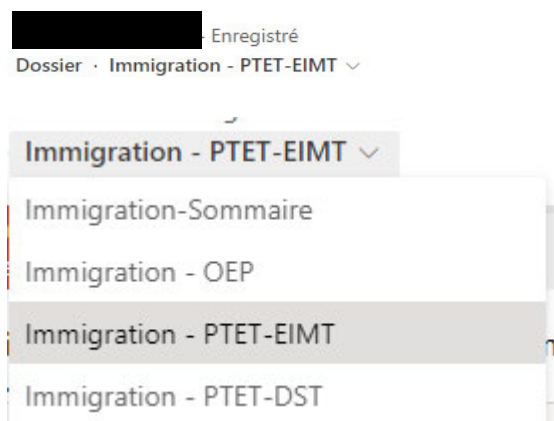 - Enregistré
Dossier · Immigration - PTET-EIMT
Immigration - PTET-EIMT
Immigration-Sommaire
Immigration - OEP
Immigration - PTET-EIMT
Immigration - PTET-DST